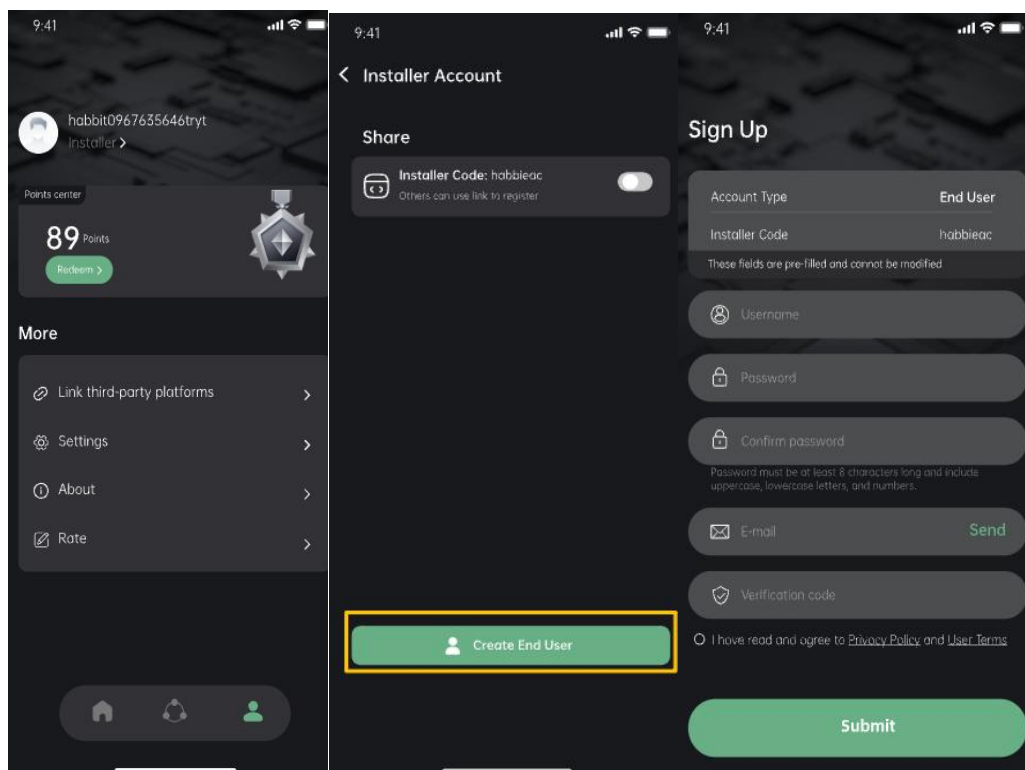 9:41
habbit0967635646tryt
Installer >
Points center
89 Points
Redeem >
More
Link third-party platforms
Settings
About
Rate
9:41
Installer Account
Share
Installer Code: habbieac
Others can use link to register
Create End User
9:41
Sign Up
Account Type End User
Installer Code habbieac
These fields are pre-filled and cannot be modified
Username
Password
Confirm password
Password must be at least 8 characters long and include
uppercase, lowercase letters, and numbers.
E-mail Send
Verification code
I have read and agree to Privacy Policy and User Terms
Submit